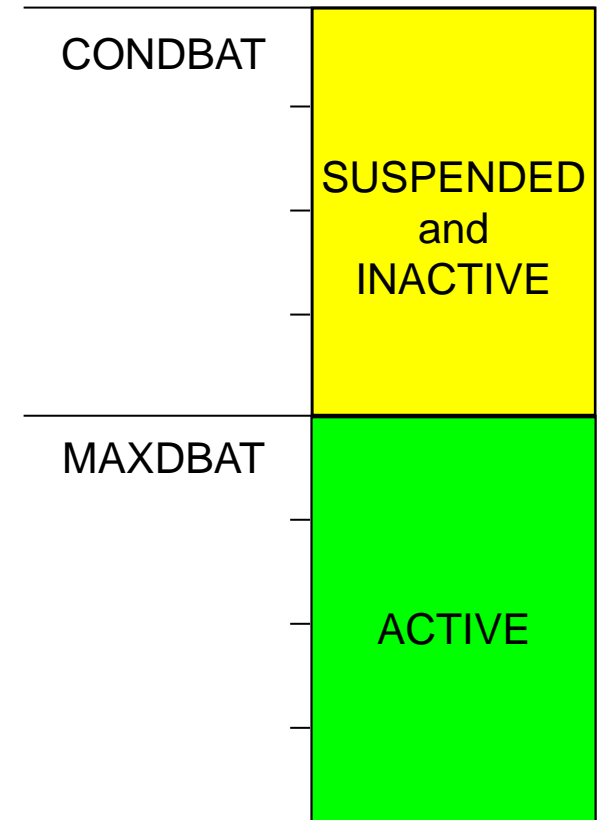 CONDBAT
SUSPENDED
and
INACTIVE
MAXDBAT
ACTIVE